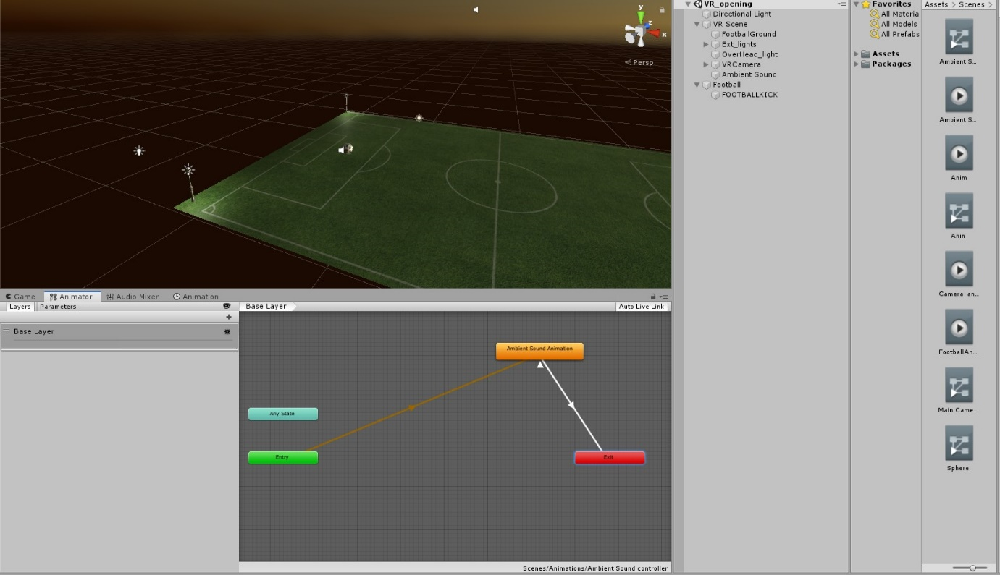 y
z
x
Persp
Game
Animator
Audio Mixer
Animation
Layers
Parameters
+
Base Layer
Base Layer
Auto Live Link
Ambient Sound Animation
Any State
Entry
Exit
Scenes/Animations/Ambient Sound.controller
VR_opening
Directional Light
VR Scene
FootballGround
Ext_lights
OverHead_light
VRCamera
Ambient Sound
Football
FOOTBALLKICK
Favorites
All Material
All Models
All Prefabs
Assets
Packages
Assets > Scenes >
Ambient S...
Ambient S...
Anim
Anin
Camera_an...
FootballAn...
Main Came...
Sphere